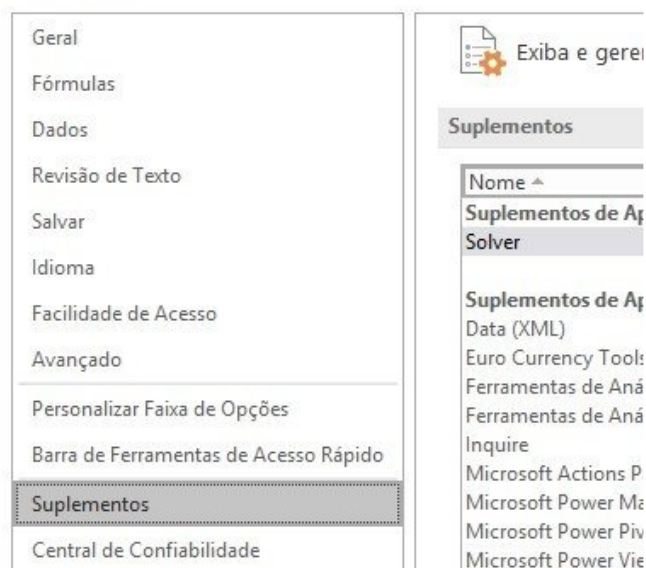 Geral
Fórmulas
Dados
Revisão de Texto
Salvar
Idioma
Facilidade de Acesso
Avançado
Personalizar Faixa de Opções
Barra de Ferramentas de Acesso Rápido
Suplementos
Central de Confiabilidade
Exiba e gere
Suplementos
Nome
Suplementos de Ap
Solver
Suplementos de Ap
Data (XML)
Euro Currency Tools
Ferramentas de Aná
Ferramentas de Aná
Inquire
Microsoft Actions P
Microsoft Power Ma
Microsoft Power Piv
Microsoft Power Vie